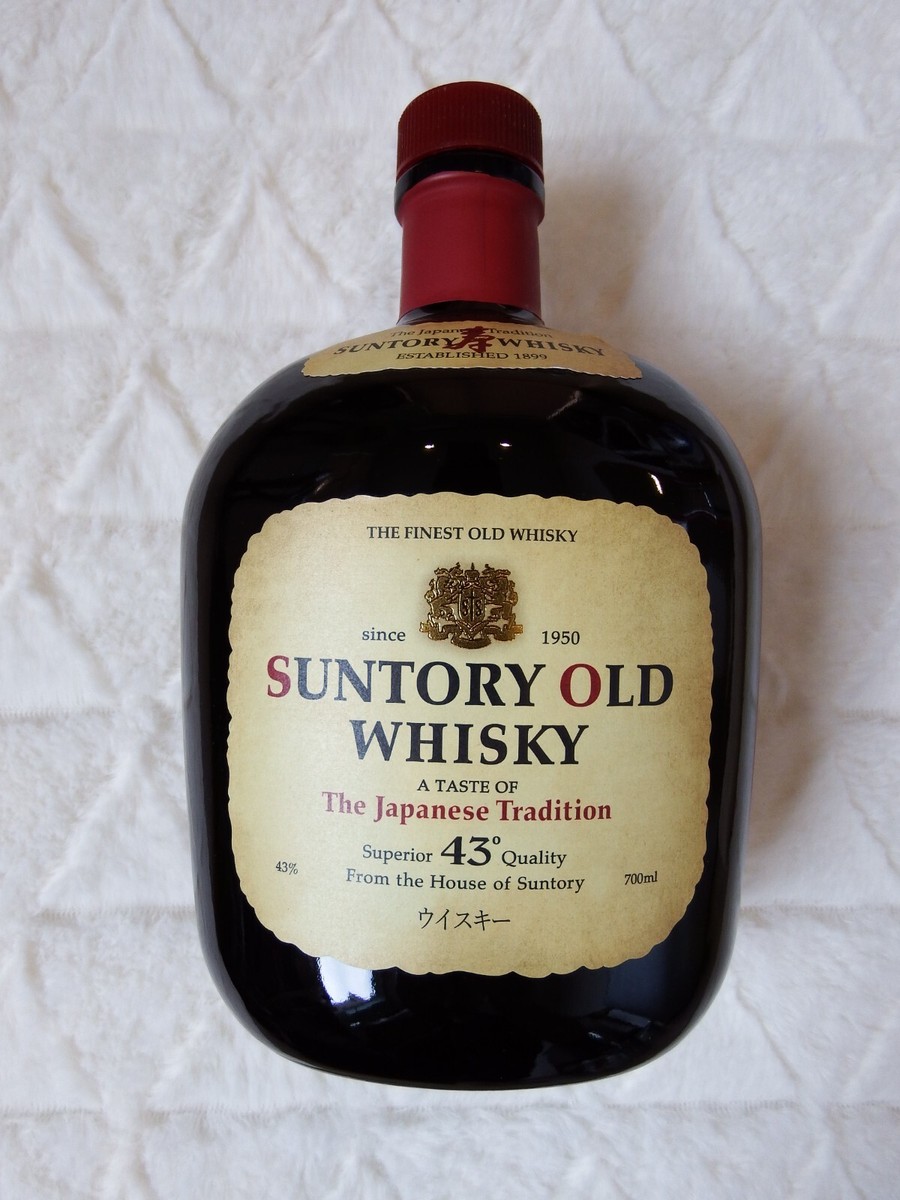 The Japanese Tradition
SUNTORY 寿 WHISKY
ESTABLISHED 1899
THE FINEST OLD WHISKY
since 1950
SUNTORY OLD
WHISKY
A TASTE OF
The Japanese Tradition
Superior 43° Quality
43% From the House of Suntory 700ml
ウイスキー